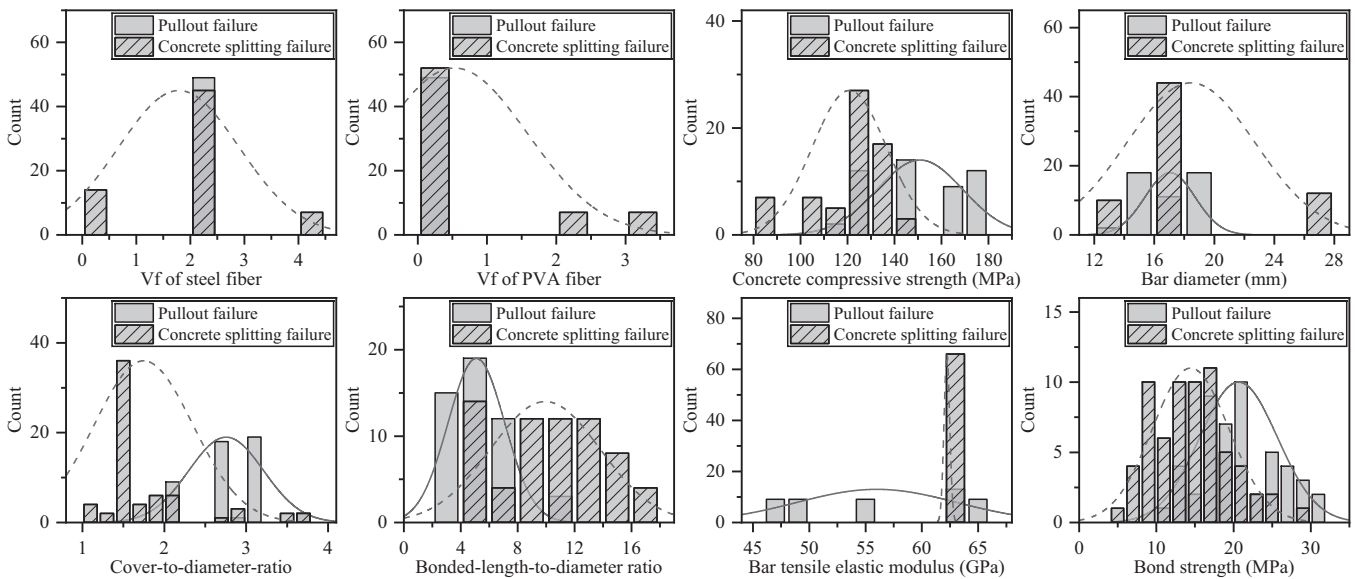 Pullout failure
Concrete splitting failure
60
40
20
0
Count
0 1 2 3 4
Vf of steel fiber
Pullout failure
Concrete splitting failure
60
40
20
0
Count
0 1 2 3
Vf of PVA fiber
Pullout failure
Concrete splitting failure
40
20
0
Count
80 100 120 140 160 180
Concrete compressive strength (MPa)
Pullout failure
Concrete splitting failure
60
40
20
0
Count
12 16 20 24 28
Bar diameter (mm)
Pullout failure
Concrete splitting failure
40
20
0
Count
1 2 3 4
Cover-to-diameter-ratio
Pullout failure
Concrete splitting failure
20
10
0
Count
0 4 8 12 16
Bonded-length-to-diameter ratio
Pullout failure
Concrete splitting failure
80
60
40
20
0
Count
45 50 55 60 65
Bar tensile elastic modulus (GPa)
Pullout failure
Concrete splitting failure
15
10
5
0
Count
0 10 20 30
Bond strength (MPa)